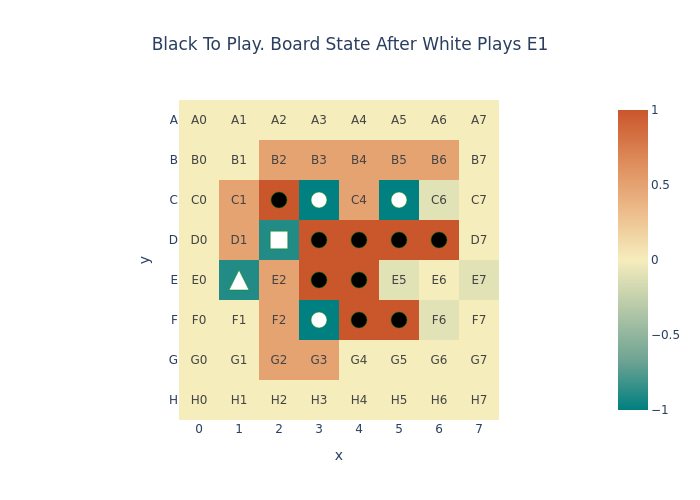 Black To Play. Board State After White Plays E1
A A0 A1 A2 A3 A4 A5 A6 A7
B B0 B1 B2 B3 B4 B5 B6 B7
C C0 C1 C4 C6 C7
D D0 D1 D7
E E0 E2 E5 E6 E7
F F0 F1 F2 F6 F7
G G0 G1 G2 G3 G4 G5 G6 G7
H H0 H1 H2 H3 H4 H5 H6 H7
0 1 2 3 4 5 6 7
x
y
1
0.5
0
−0.5
−1